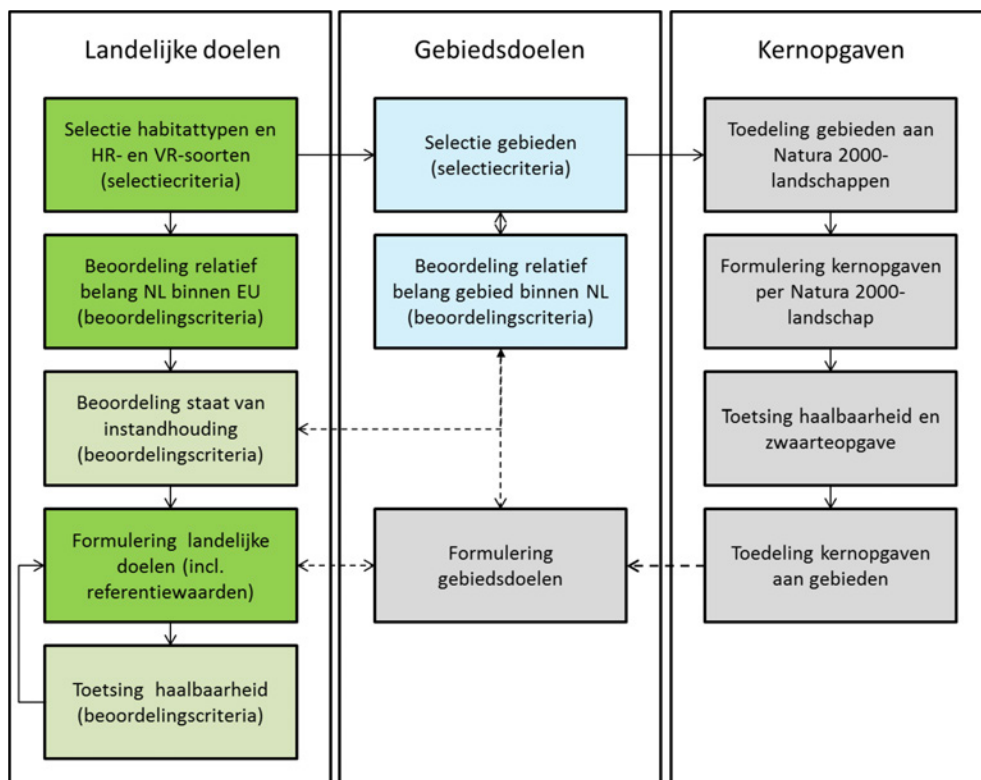 Landelijke doelen
Selectie habitattypen en
HR- en VR-soorten
(selectiecriteria)
Beoordeling relatief
belang NL binnen EU
(beoordelingscriteria)
Beoordeling staat van
instandhouding
(beoordelingscriteria)
Formulering landelijke
doelen (incl.
referentiewaarden)
Toetsing haalbaarheid
(beoordelingscriteria)
Gebiedsdoelen
Selectie gebieden
(selectiecriteria)
Beoordeling relatief
belang gebied binnen NL
(beoordelingscriteria)
Formulering
gebiedsdoelen
Kernopgaven
Toedeling gebieden aan
Natura 2000-
landschappen
Formulering kernopgaven
per Natura 2000-
landschap
Toetsing haalbaarheid en
zwaarteopgave
Toedeling kernopgaven
aan gebieden